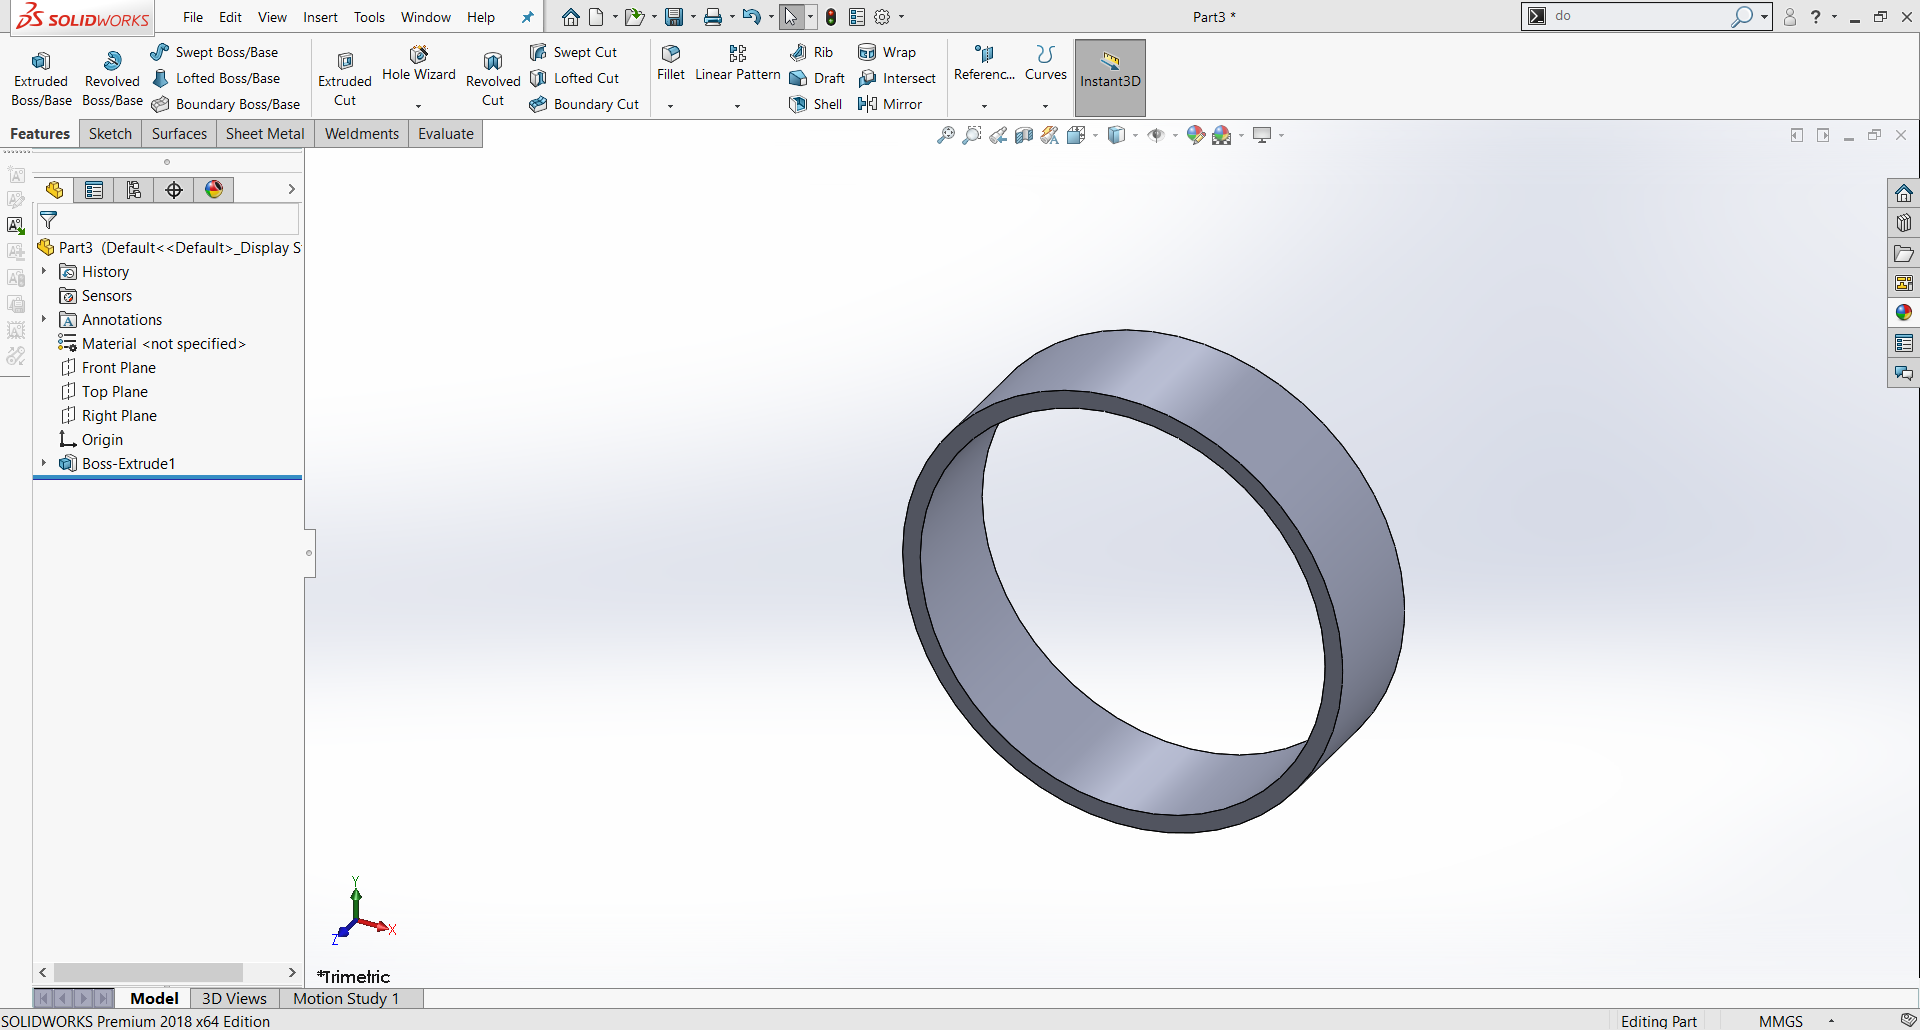 SOLIDWORKS
File Edit View Insert Tools Window Help
Part3 *
do
?
Extruded Boss/Base
Revolved Boss/Base
Swept Boss/Base
Lofted Boss/Base
Boundary Boss/Base
Extruded Cut
Hole Wizard
Revolved Cut
Swept Cut
Lofted Cut
Boundary Cut
Fillet
Linear Pattern
Rib
Draft
Shell
Wrap
Intersect
Mirror
Referenc...
Curves
Instant3D
Features Sketch Surfaces Sheet Metal Weldments Evaluate
Part3 (Default<<Default>_Display S
History
Sensors
Annotations
Material <not specified>
Front Plane
Top Plane
Right Plane
Origin
Boss-Extrude1
Y
X
Z
*Trimetric
Model 3D Views Motion Study 1
SOLIDWORKS Premium 2018 x64 Edition
Editing Part
MMGS